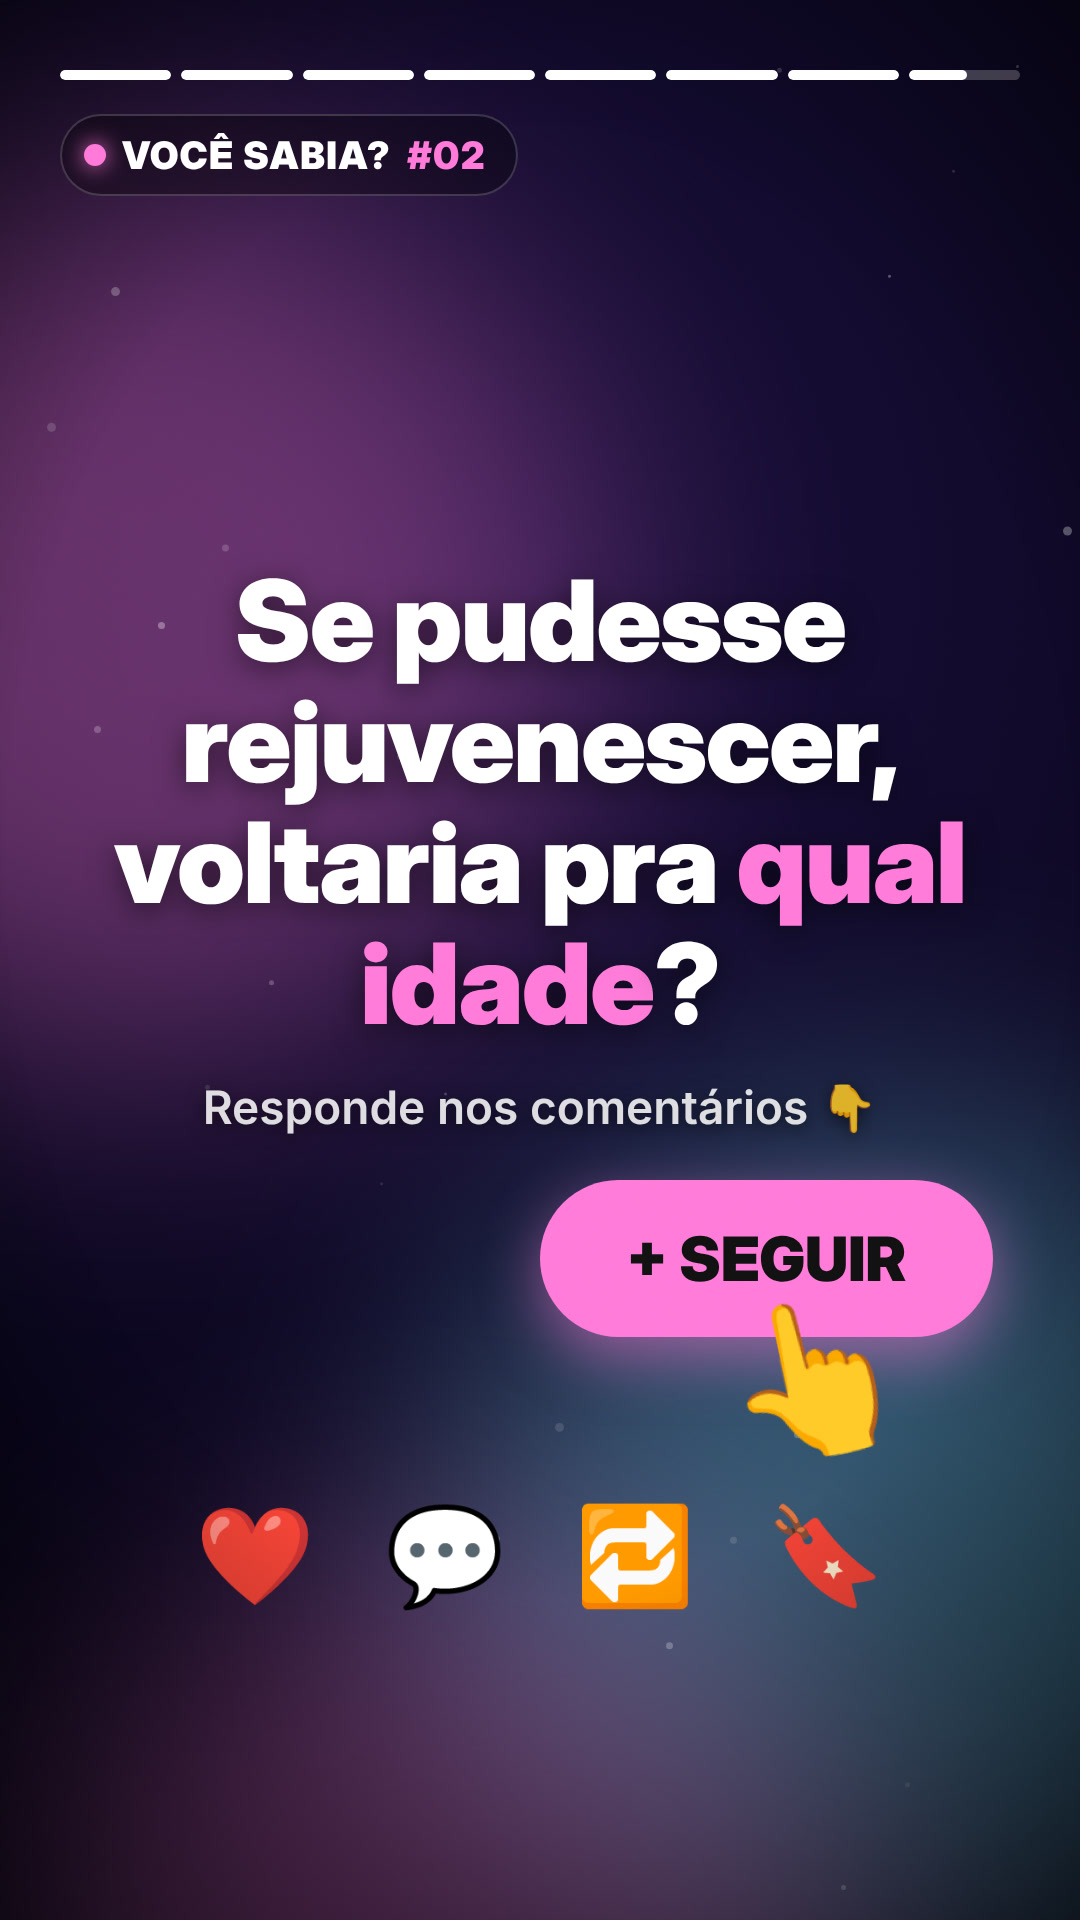 VOCÊ SABIA? #02
Se pudesse
rejuvenescer,
voltaria pra qual
idade?
Responde nos comentários 👇
+ SEGUIR